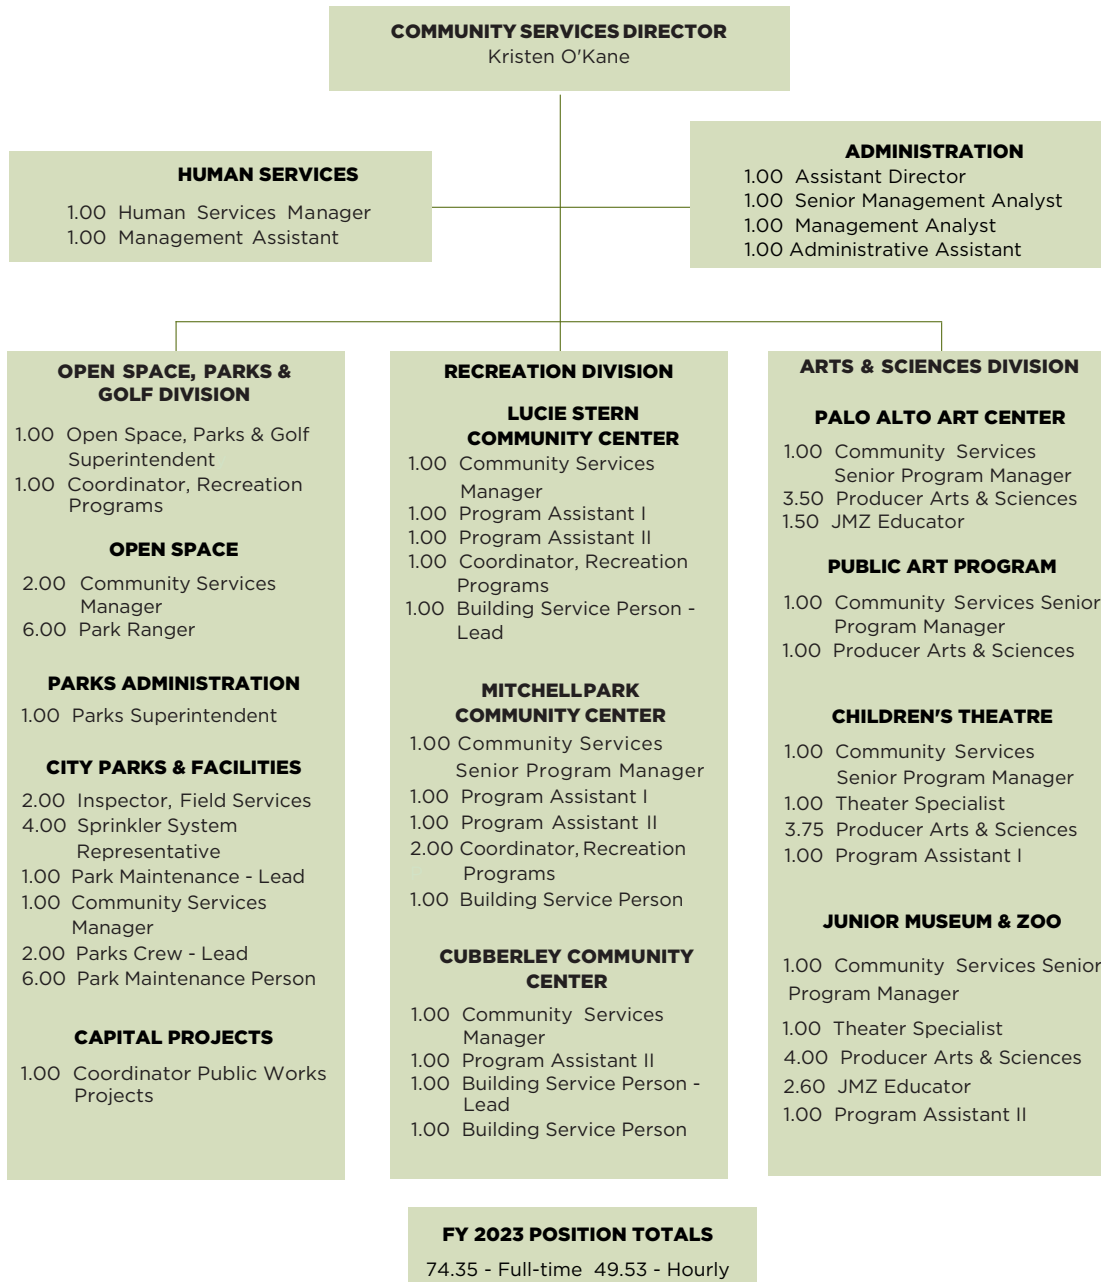 COMMUNITY SERVICES DIRECTOR
Kristen O'Kane
HUMAN SERVICES
1.00 Human Services Manager
1.00 Management Assistant
ADMINISTRATION
1.00 Assistant Director
1.00 Senior Management Analyst
1.00 Management Analyst
1.00 Administrative Assistant
OPEN SPACE, PARKS &
GOLF DIVISION
1.00 Open Space, Parks & Golf
Superintendent
1.00 Coordinator, Recreation
Programs
OPEN SPACE
2.00 Community Services
Manager
6.00 Park Ranger
PARKS ADMINISTRATION
1.00 Parks Superintendent
CITY PARKS & FACILITIES
2.00 Inspector, Field Services
4.00 Sprinkler System
Representative
1.00 Park Maintenance - Lead
1.00 Community Services
Manager
2.00 Parks Crew - Lead
6.00 Park Maintenance Person
CAPITAL PROJECTS
1.00 Coordinator Public Works
Projects
RECREATION DIVISION
LUCIE STERN
COMMUNITY CENTER
1.00 Community Services
Manager
1.00 Program Assistant I
1.00 Program Assistant II
1.00 Coordinator, Recreation
Programs
1.00 Building Service Person -
Lead
MITCHELLPARK
COMMUNITY CENTER
1.00 Community Services
Senior Program Manager
1.00 Program Assistant I
1.00 Program Assistant II
2.00 Coordinator, Recreation
Programs
1.00 Building Service Person
CUBBERLEY COMMUNITY
CENTER
1.00 Community Services
Manager
1.00 Program Assistant II
1.00 Building Service Person -
Lead
1.00 Building Service Person
ARTS & SCIENCES DIVISION
PALO ALTO ART CENTER
1.00 Community Services
Senior Program Manager
3.50 Producer Arts & Sciences
1.50 JMZ Educator
PUBLIC ART PROGRAM
1.00 Community Services Senior
Program Manager
1.00 Producer Arts & Sciences
CHILDREN'S THEATRE
1.00 Community Services
Senior Program Manager
1.00 Theater Specialist
3.75 Producer Arts & Sciences
1.00 Program Assistant I
JUNIOR MUSEUM & ZOO
1.00 Community Services Senior
Program Manager
1.00 Theater Specialist
4.00 Producer Arts & Sciences
2.60 JMZ Educator
1.00 Program Assistant II
FY 2023 POSITION TOTALS
74.35 - Full-time 49.53 - Hourly